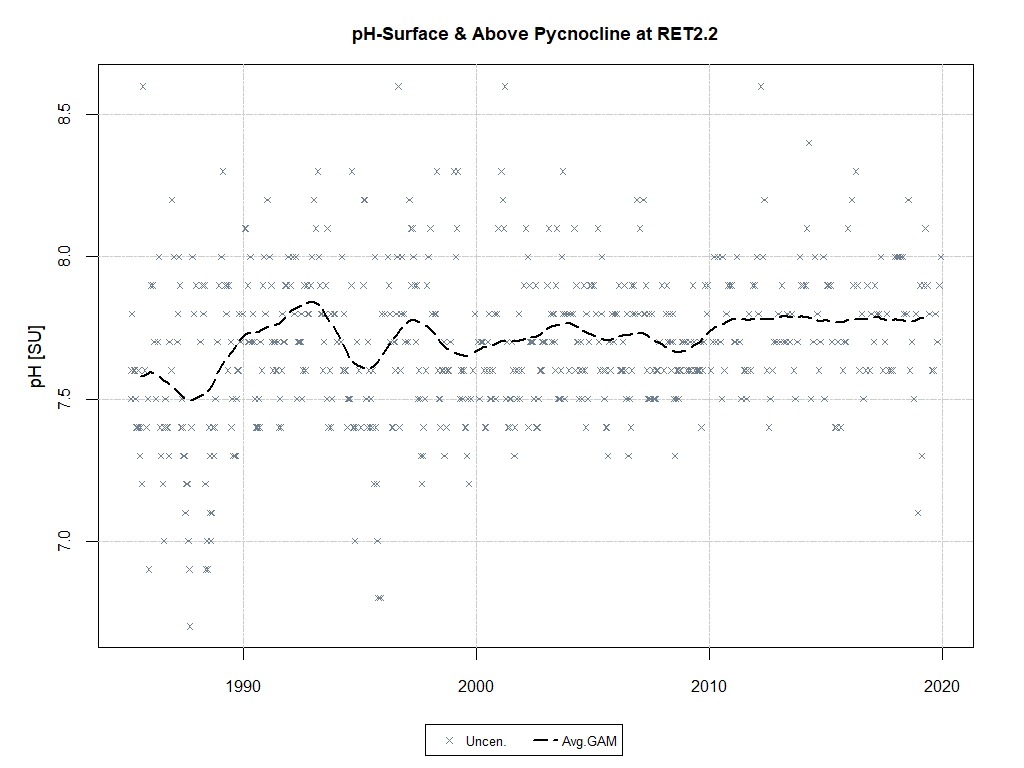 pH-Surface & Above Pycnocline at RET2.2
pH [SU]
8.5
8.0
7.5
7.0
1990 2000 2010 2020
Uncen. Avg.GAM